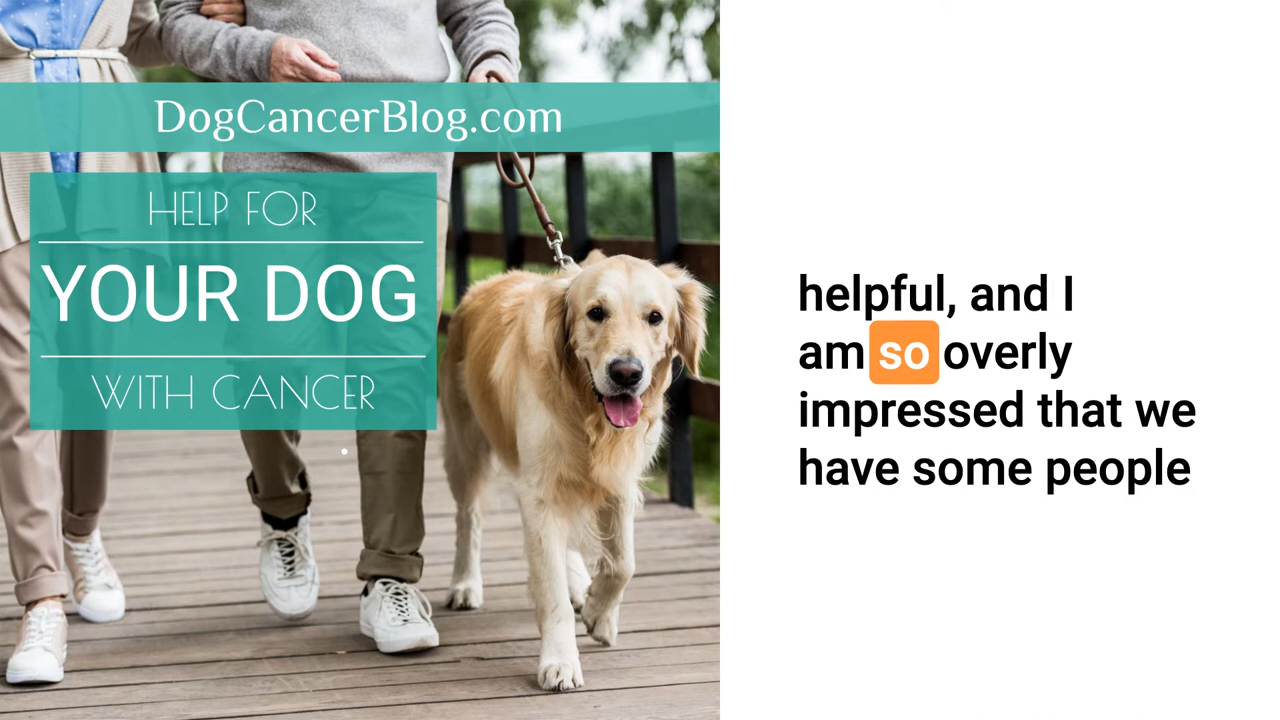 DogCancerBlog.com
HELP FOR
YOUR DOG
WITH CANCER
helpful, and I
am so overly
impressed that we
have some people